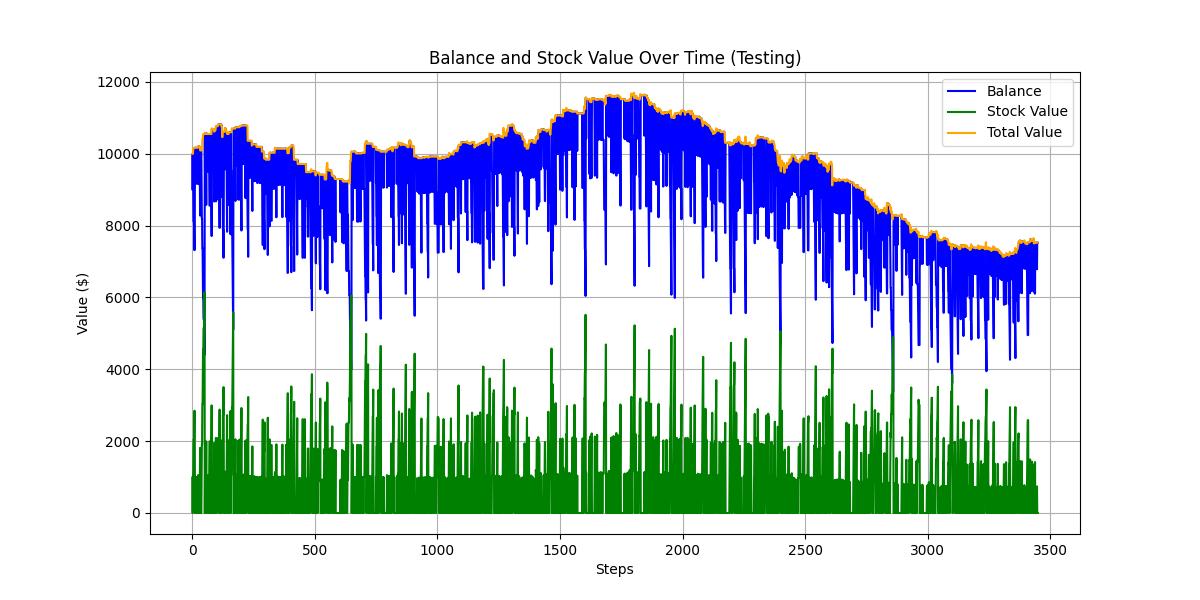 Balance and Stock Value Over Time (Testing)
Balance
Stock Value
Total Value
Value ($)
12000
10000
8000
6000
4000
2000
0
0 500 1000 1500 2000 2500 3000 3500
Steps